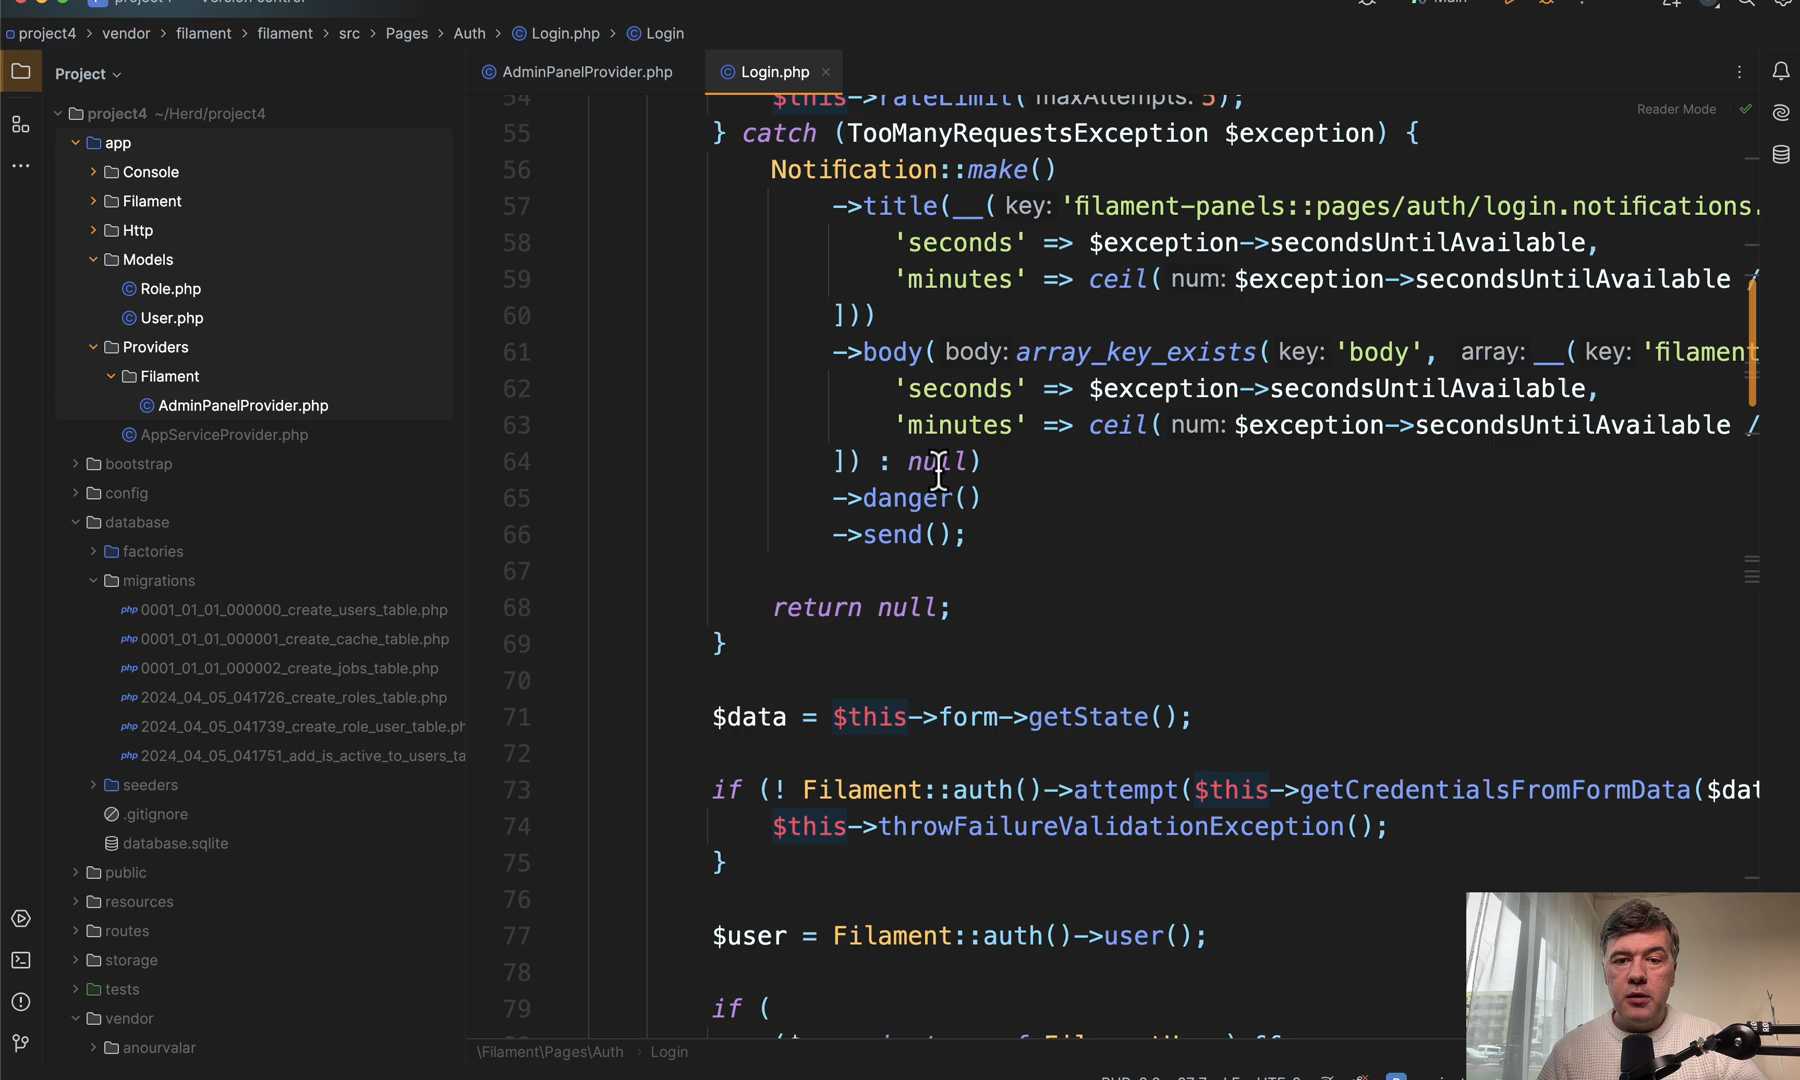 project4 > vendor > filament > filament > src > Pages > Auth > Login.php > Login
Project
AdminPanelProvider.php
Login.php
Reader Mode
project4 ~/Herd/project4
app
Console
Filament
Http
Models
Role.php
User.php
Providers
Filament
AdminPanelProvider.php
AppServiceProvider.php
bootstrap
config
database
factories
migrations
0001_01_01_000000_create_users_table.php
0001_01_01_000001_create_cache_table.php
0001_01_01_000002_create_jobs_table.php
2024_04_05_041726_create_roles_table.php
2024_04_05_041739_create_role_user_table.ph
2024_04_05_041751_add_is_active_to_users_ta
seeders
.gitignore
database.sqlite
public
resources
routes
storage
tests
vendor
anourvalar
54 $this->rateLimit( maxAttempts: 5);
55 } catch (TooManyRequestsException $exception) {
56 Notification::make()
57 ->title(__( key: 'filament-panels::pages/auth/login.notifications.
58 'seconds' => $exception->secondsUntilAvailable,
59 'minutes' => ceil( num: $exception->secondsUntilAvailable /
60 ]))
61 ->body( body: array_key_exists( key: 'body', array: __( key: 'filament
62 'seconds' => $exception->secondsUntilAvailable,
63 'minutes' => ceil( num: $exception->secondsUntilAvailable /
64 ]) : null)
65 ->danger()
66 ->send();
67
68 return null;
69 }
70
71 $data = $this->form->getState();
72
73 if (! Filament::auth()->attempt($this->getCredentialsFromFormData($dat
74 $this->throwFailureValidationException();
75 }
76
77 $user = Filament::auth()->user();
78
79 if (
\Filament\Pages\Auth > Login